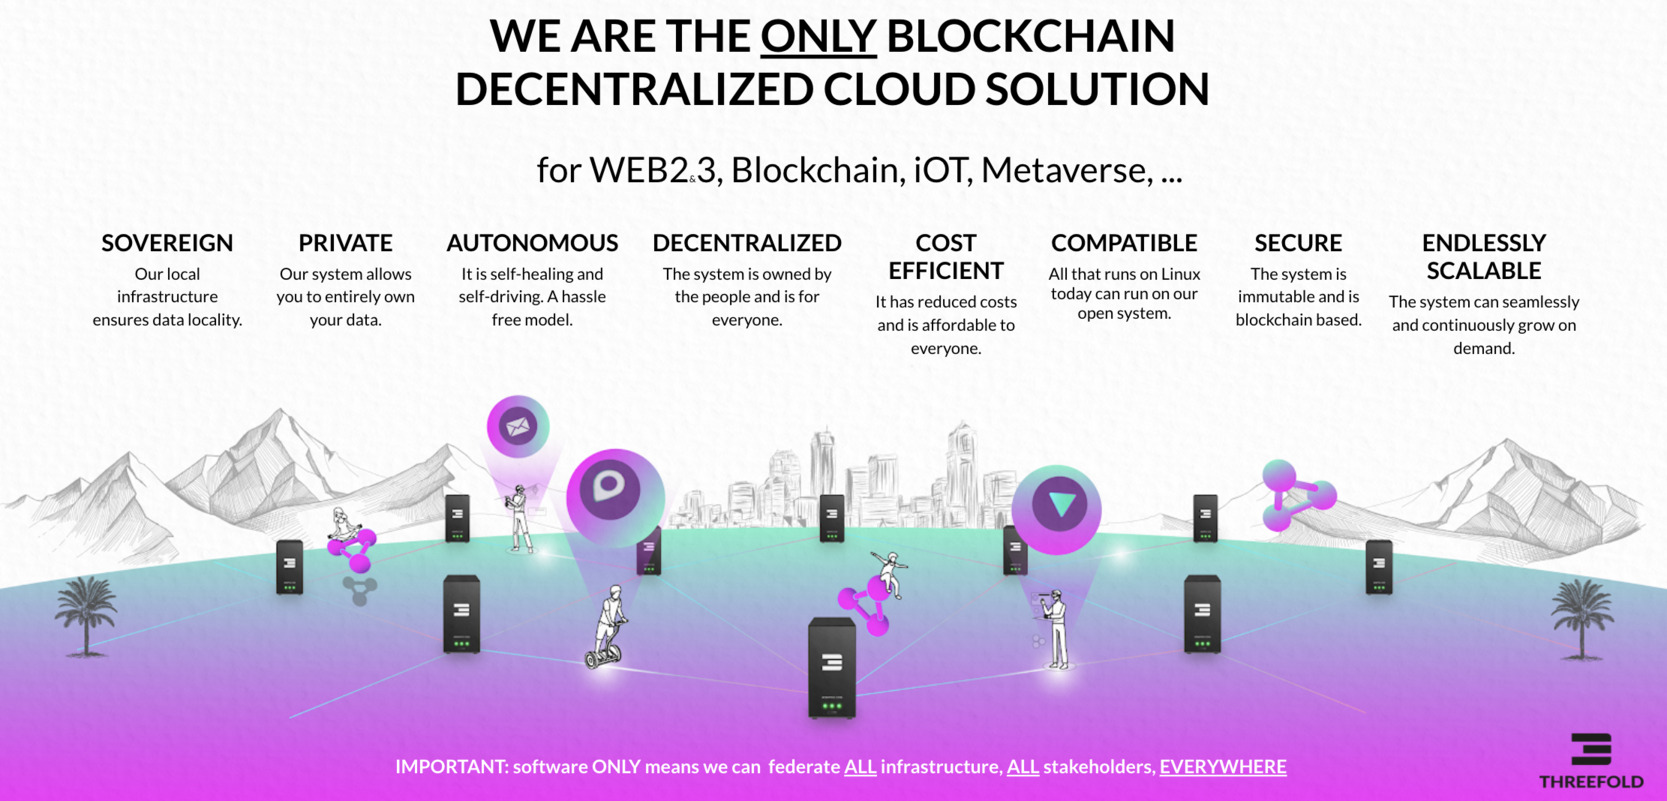 WE ARE THE ONLY BLOCKCHAIN
DECENTRALIZED CLOUD SOLUTION
for WEB2&3, Blockchain, iOT, Metaverse, ...
SOVEREIGN
Our local
infrastructure
ensures data locality.
PRIVATE
Our system allows
you to entirely own
your data.
AUTONOMOUS
It is self-healing and
self-driving. A hassle
free model.
DECENTRALIZED
The system is owned by
the people and is for
everyone.
COST
EFFICIENT
It has reduced costs
and is affordable to
everyone.
COMPATIBLE
All that runs on Linux
today can run on our
open system.
SECURE
The system is
immutable and is
blockchain based.
ENDLESSLY
SCALABLE
The system can seamlessly
and continuously grow on
demand.
IMPORTANT: software ONLY means we can federate ALL infrastructure, ALL stakeholders, EVERYWHERE
THREEFOLD